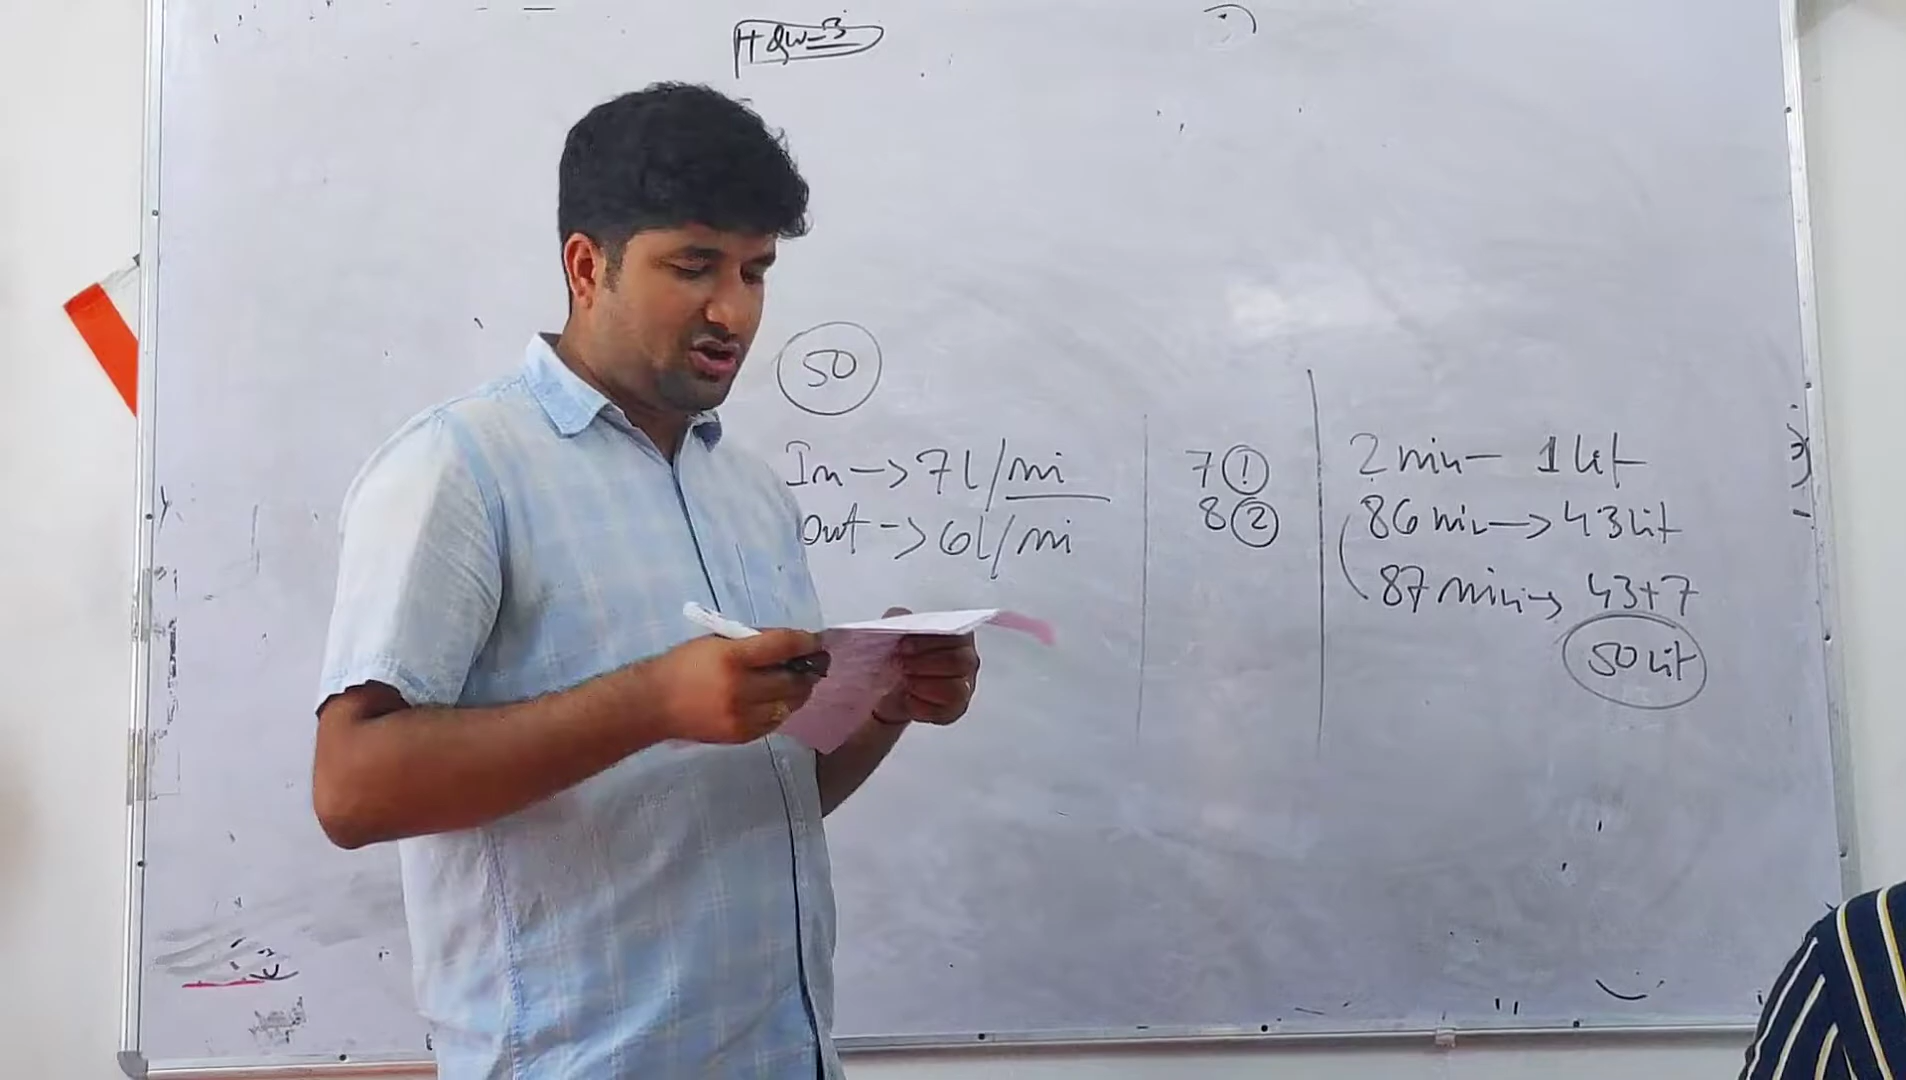 H&W-3
50
In -> 7l/mi
Out -> 6l/mi
7 1
8 2
2 min - 1 lit
86 min -> 43 lit
87 min -> 43+7
50 lit